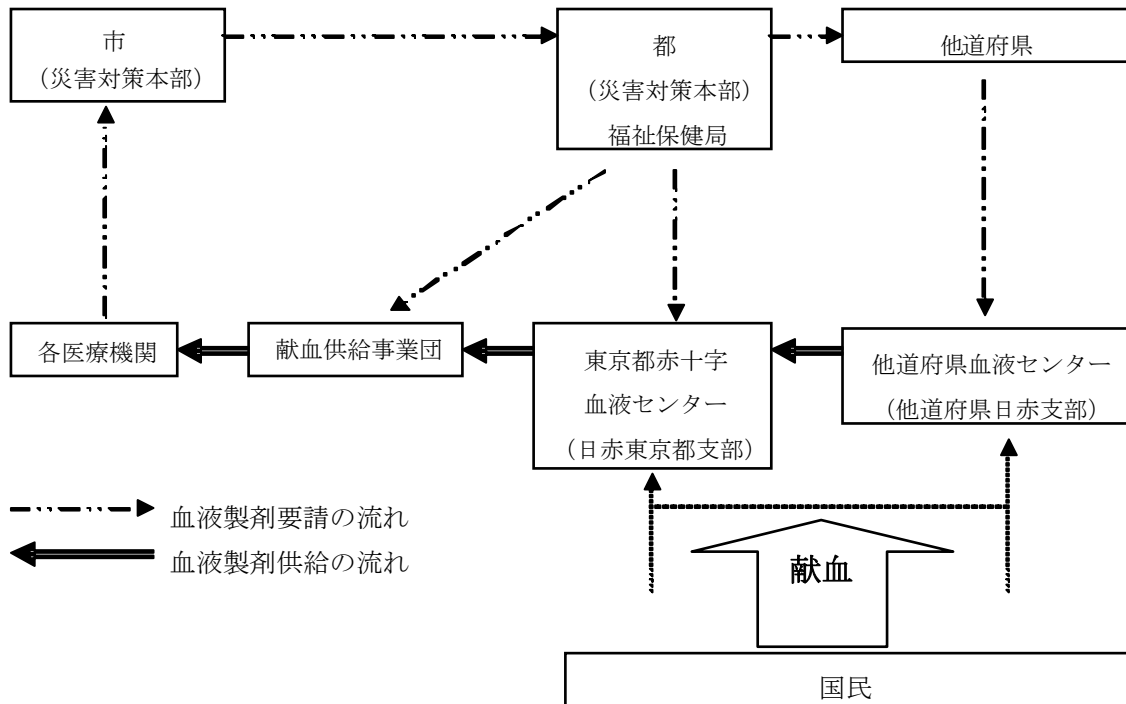 市
（災害対策本部）
都
（災害対策本部）
福祉保健局
他道府県
各医療機関
献血供給事業団
東京都赤十字
血液センター
（日赤東京都支部）
他道府県血液センター
（他道府県日赤支部）
血液製剤要請の流れ
血液製剤供給の流れ
献血
国民